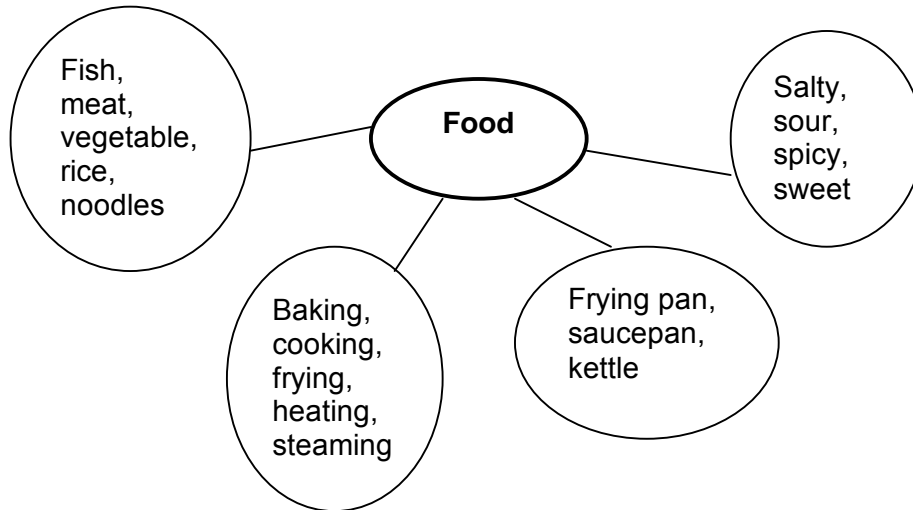 Food
Fish,
meat,
vegetable,
rice,
noodles
Salty,
sour,
spicy,
sweet
Baking,
cooking,
frying,
heating,
steaming
Frying pan,
saucepan,
kettle